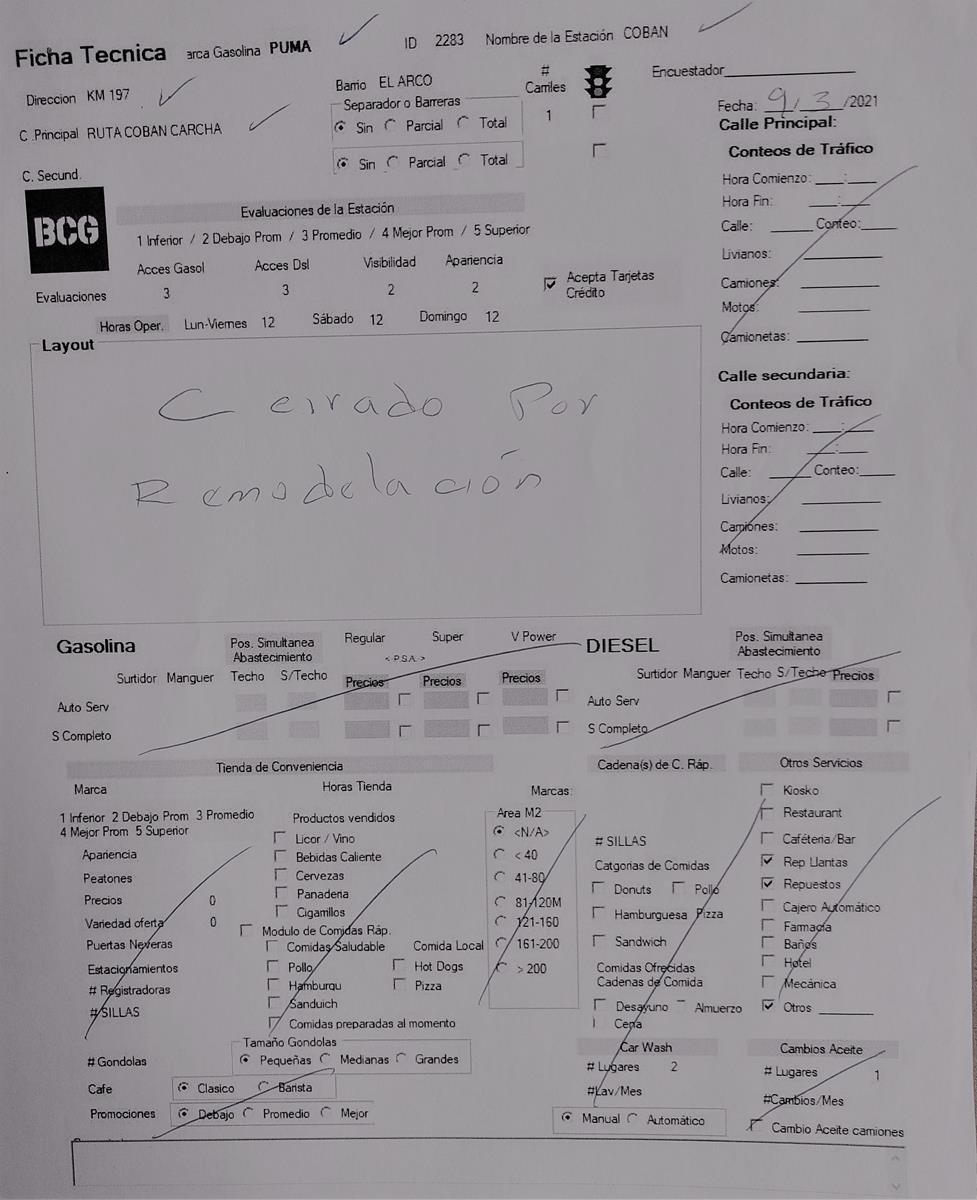 Ficha Tecnica arca Gasolina PUMA ID 2283 Nombre de la Estación COBAN
Direccion KM 197 Barrio EL ARCO # Carriles Encuestador
C .Principal RUTA COBAN CARCHA Separador o Barreras 1 Fecha: 9/3/2021
Sin Parcial Total
Sin Parcial Total
C. Secund.
BCG
Evaluaciones de la Estación
1 Inferior / 2 Debajo Prom / 3 Promedio / 4 Mejor Prom / 5 Superior
Acces Gasol Acces Dsl Visibilidad Apariencia
Evaluaciones 3 3 2 2
Acepta Tarjetas
Crédito
Horas Oper. Lun-Viernes 12 Sábado 12 Domingo 12
Calle Principal:
Conteos de Tráfico
Hora Comienzo: :
Hora Fin: :
Calle: Conteo:
Livianos:
Camiones:
Motos:
Camionetas:
Layout
Cerrado Por
Remodelación
Calle secundaria:
Conteos de Tráfico
Hora Comienzo: :
Hora Fin: :
Calle: Conteo:
Livianos:
Camiones:
Motos:
Camionetas:
Gasolina
Pos. Simultanea
Abastecimiento
Regular Super V Power
< P.S.A. >
Surtidor Manguer Techo S/Techo Precios Precios Precios
Auto Serv
S Completo
DIESEL
Pos. Simultanea
Abastecimiento
Surtidor Manguer Techo S/Techo Precios
Auto Serv
S Completo
Tienda de Conveniencia
Marca Horas Tienda Marcas:
1 Inferior 2 Debajo Prom 3 Promedio
4 Mejor Prom 5 Superior
Apariencia
Peatones
Precios 0
Variedad oferta 0
Puertas Neveras
Estacionamientos
# Registradoras
#SILLAS
Productos vendidos
Licor / Vino
Bebidas Caliente
Cervezas
Panaderia
Cigarrillos
Modulo de Comidas Ráp.
Comidas Saludable Comida Local
Pollo Hot Dogs
Hamburgu Pizza
Sanduich
Comidas preparadas al momento
Area M2
<N/A>
< 40
41-80
81-120M
121-160
161-200
> 200
# Gondolas
Tamaño Gondolas
Pequeñas Medianas Grandes
Cafe Clasico Barista
Promociones Debajo Promedio Mejor
Cadena(s) de C. Ráp.
# SILLAS
Catgorias de Comidas
Donuts Pollo
Hamburguesa Pizza
Sandwich
Comidas Ofrecidas
Cadenas de Comida
Desayuno Almuerzo
Cena
Otros Servicios
Kiosko
Restaurant
Caféteria/Bar
Rep Llantas
Repuestos
Cajero Automático
Farmacia
Baños
Hotel
Mecánica
Otros
Car Wash
# Lugares 2
#Lav/Mes
Manual Automático
Cambios Aceite
# Lugares 1
#Cambios/Mes
Cambio Aceite camiones